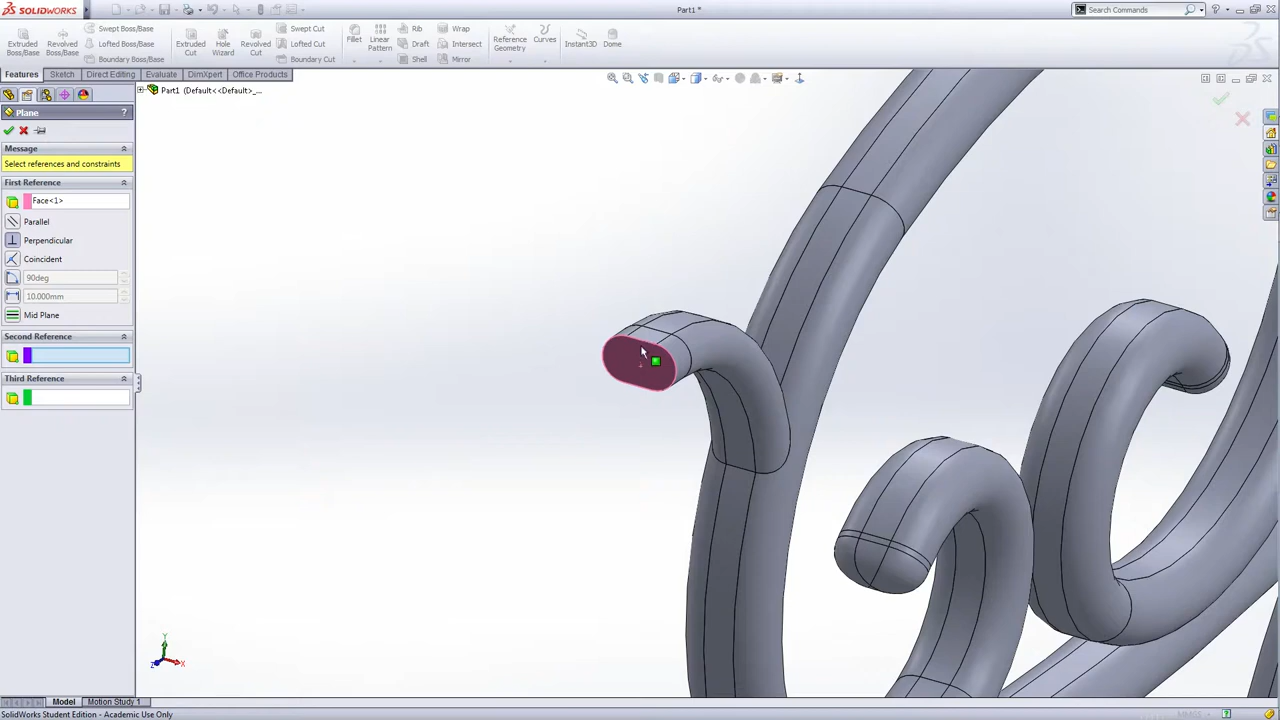 SOLIDWORKS
Part1 *
Search Commands
Extruded Boss/Base
Revolved Boss/Base
Swept Boss/Base
Lofted Boss/Base
Boundary Boss/Base
Extruded Cut
Hole Wizard
Revolved Cut
Swept Cut
Lofted Cut
Boundary Cut
Fillet
Linear Pattern
Rib
Draft
Shell
Wrap
Intersect
Mirror
Reference Geometry
Curves
Instant3D
Dome
Features
Sketch
Direct Editing
Evaluate
DimXpert
Office Products
Part1 (Default<<Default>_...
Plane
?
Message
Select references and constraints
First Reference
Face<1>
Parallel
Perpendicular
Coincident
90deg
10.000mm
Mid Plane
Second Reference
Third Reference
Y
X
Z
Model
Motion Study 1
SolidWorks Student Edition - Academic Use Only
MMGS